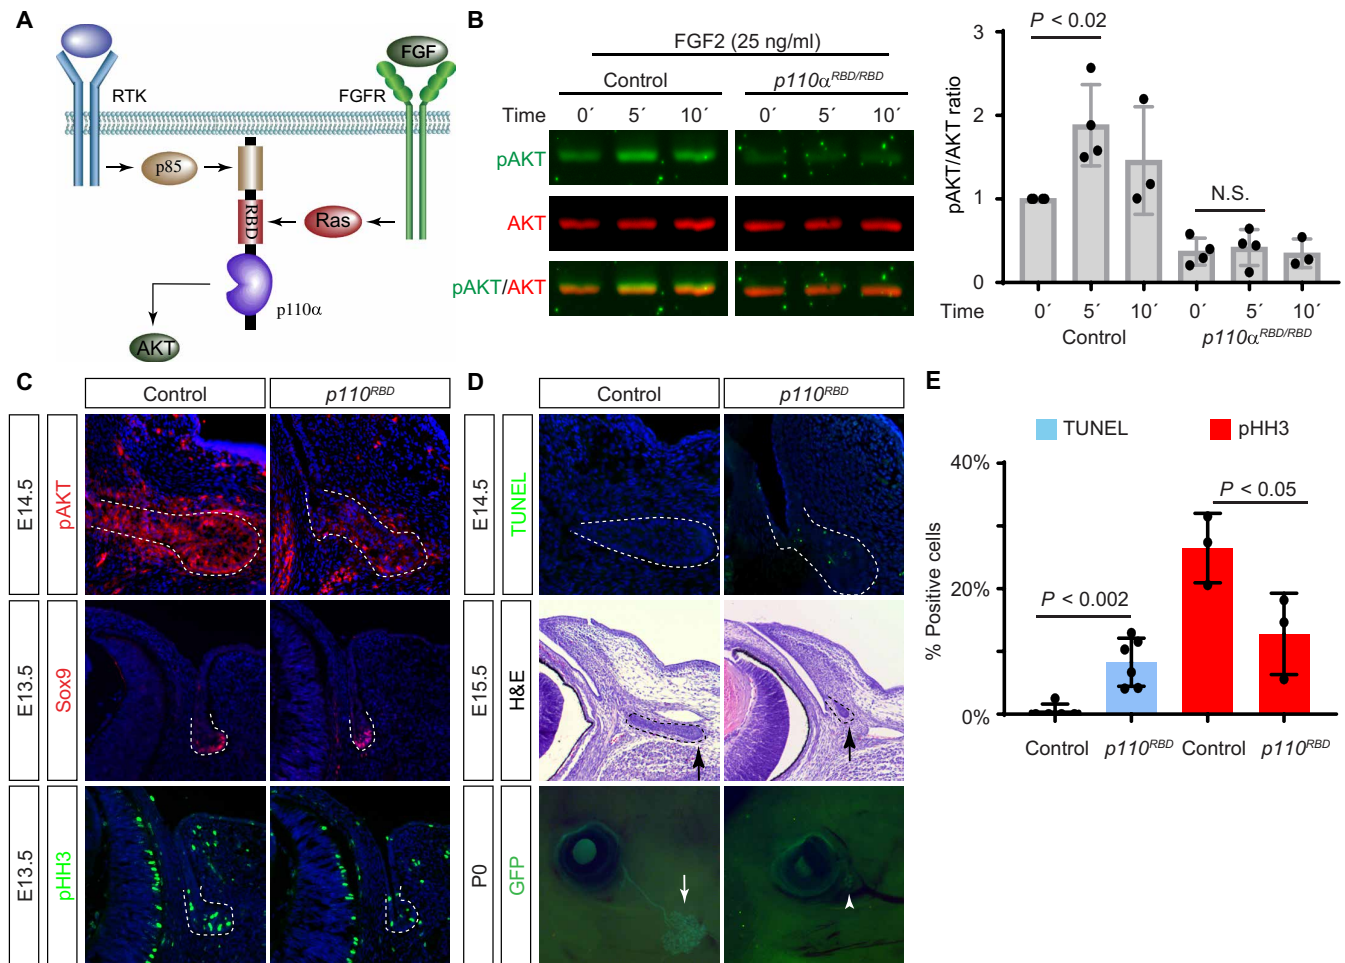 A
RTK
FGF
FGFR
p85
RBD
Ras
p110α
AKT
B
FGF2 (25 ng/ml)
Control
p110α^RBD/RBD
Time 0´ 5´ 10´ 0´ 5´ 10´
pAKT
AKT
pAKT/AKT
pAKT/AKT ratio
3
2
1
0
P < 0.02
N.S.
Time 0´ 5´ 10´ 0´ 5´ 10´
Control p110α^RBD/RBD
C
Control p110^RBD
E14.5 pAKT
E13.5 Sox9
E13.5 pHH3
D
Control p110^RBD
E14.5 TUNEL
E15.5 H&E
P0 GFP
E
TUNEL pHH3
% Positive cells
40%
20%
0%
P < 0.002
P < 0.05
Control p110^RBD Control p110^RBD